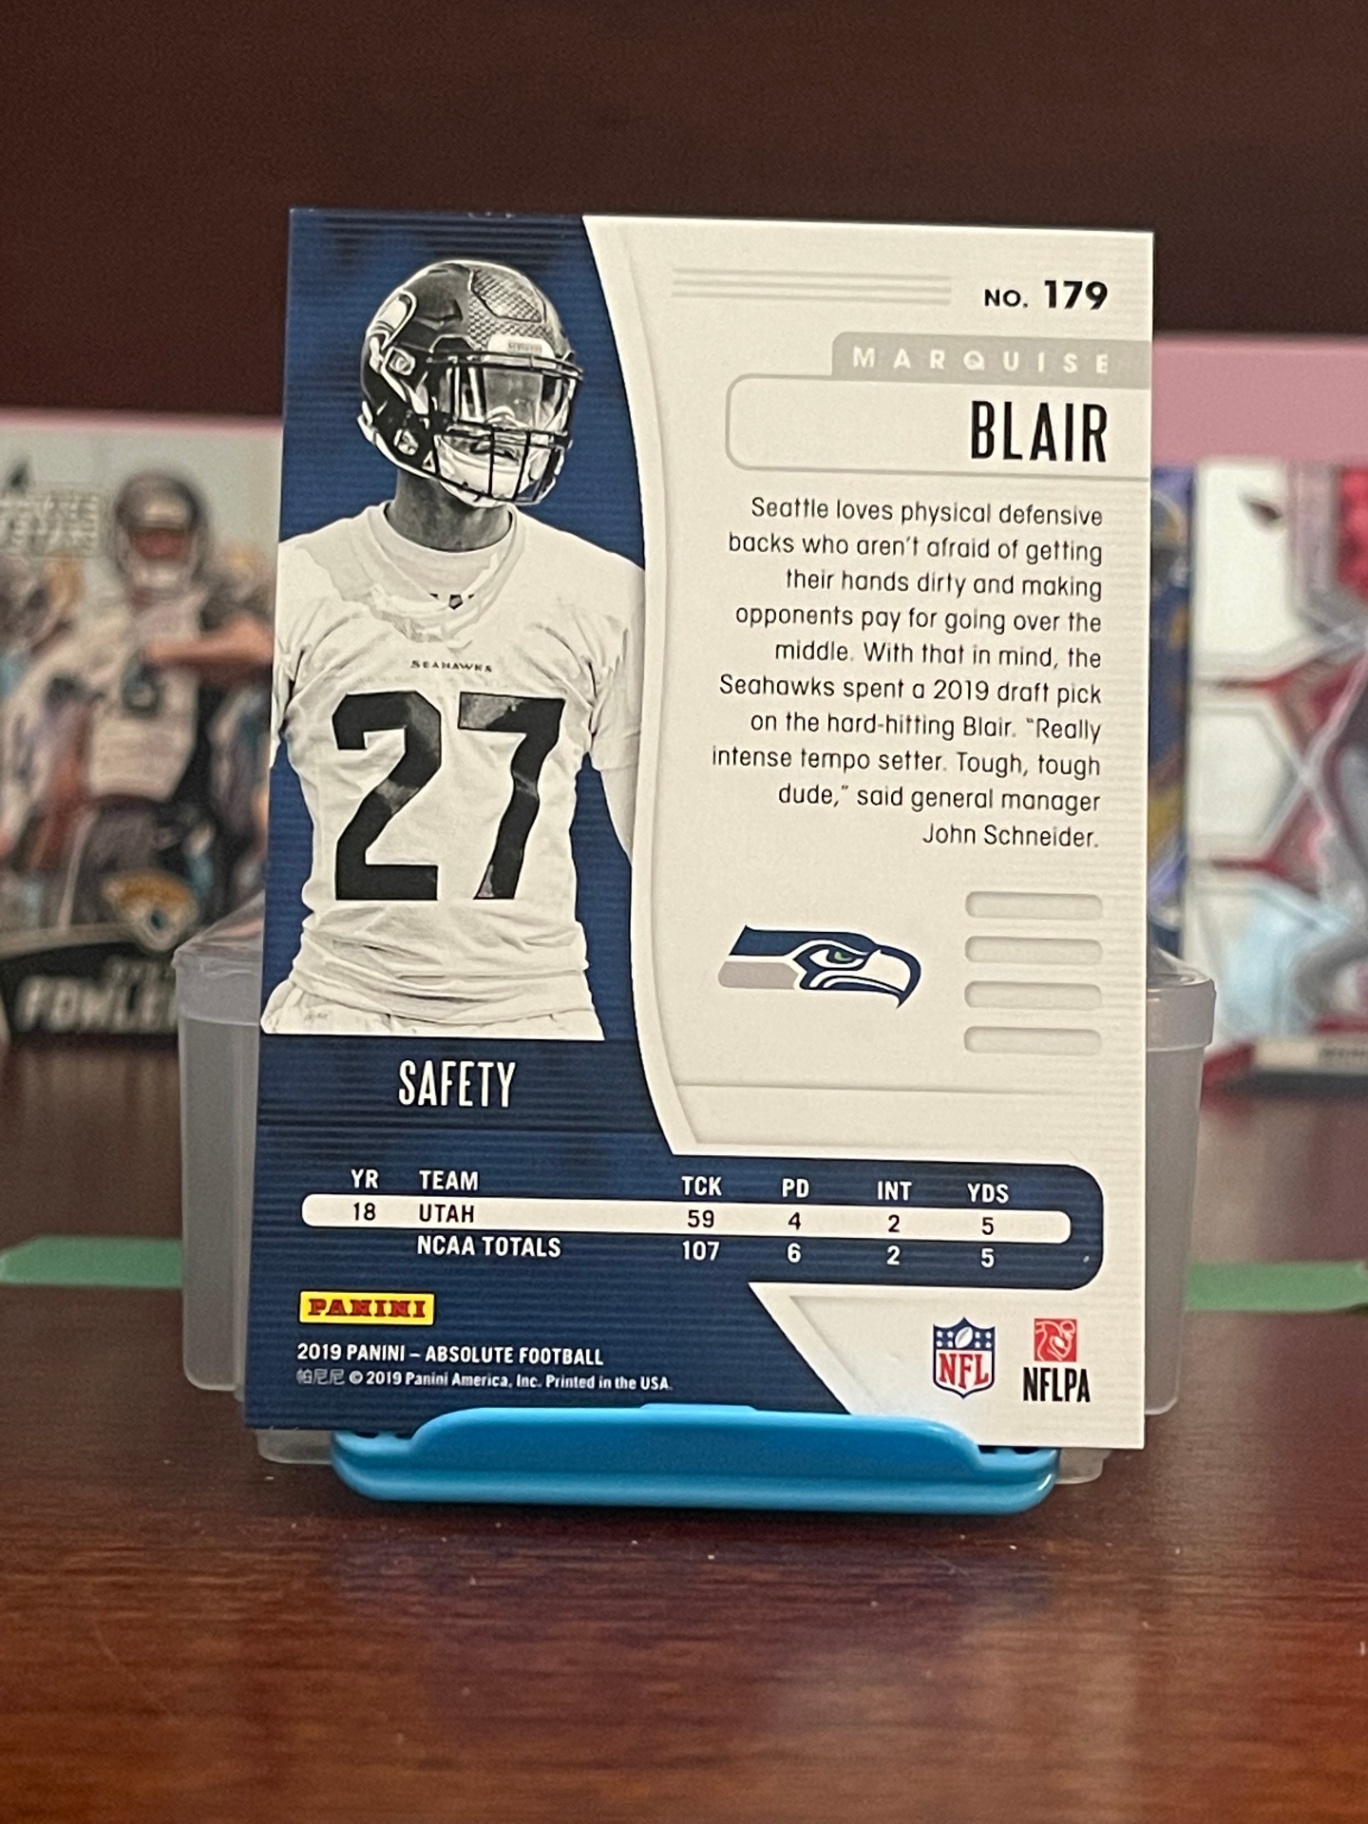 NO. 179
MARQUISE
BLAIR
Seattle loves physical defensive
backs who aren't afraid of getting
their hands dirty and making
opponents pay for going over the
middle. With that in mind, the
Seahawks spent a 2019 draft pick
on the hard-hitting Blair. "Really
intense tempo setter. Tough, tough
dude," said general manager
John Schneider.
SEAHAWKS
27
SAFETY
YR TEAM TCK PD INT YDS
18 UTAH 59 4 2 5
NCAA TOTALS 107 6 2 5
PANINI
2019 PANINI – ABSOLUTE FOOTBALL
帕尼尼 © 2019 Panini America, Inc. Printed in the USA.
NFL
NFLPA
FOWLE